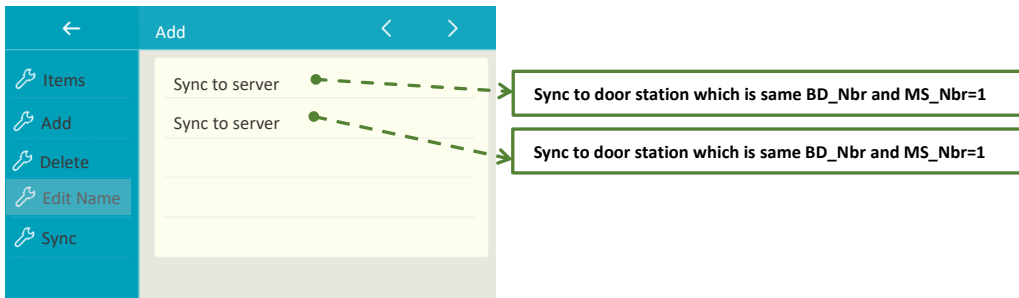 Add
Items
Add
Delete
Edit Name
Sync
Sync to server
Sync to server
Sync to door station which is same BD_Nbr and MS_Nbr=1
Sync to door station which is same BD_Nbr and MS_Nbr=1